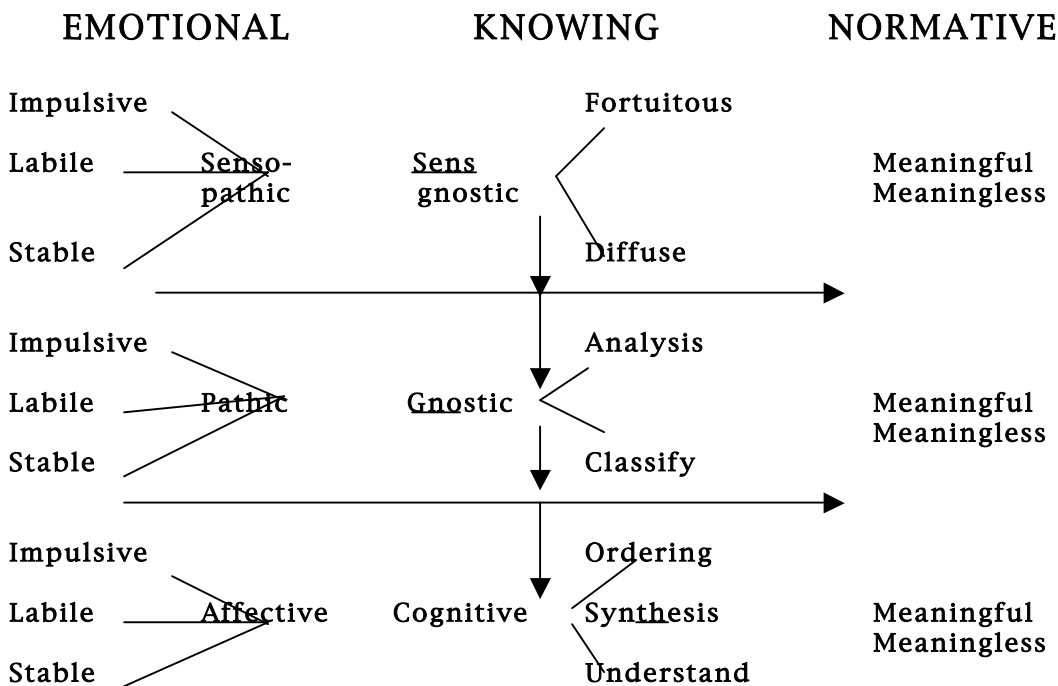 EMOTIONAL KNOWING NORMATIVE
Impulsive Fortuitous
Labile Senso- Sens Meaningful
pathic gnostic Meaningless
Stable Diffuse
Impulsive Analysis
Labile Pathic Gnostic Meaningful
Meaningless
Stable Classify
Impulsive Ordering
Labile Affective Cognitive Synthesis Meaningful
Meaningless
Stable Understand